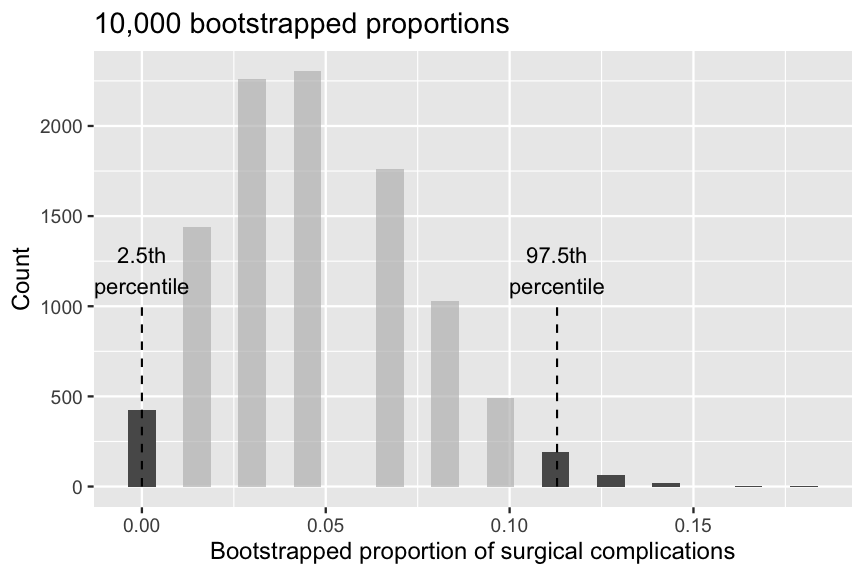 10,000 bootstrapped proportions
2000
1500
1000
500
0
Count
2.5th
percentile
97.5th
percentile
0.00
0.05
0.10
0.15
Bootstrapped proportion of surgical complications